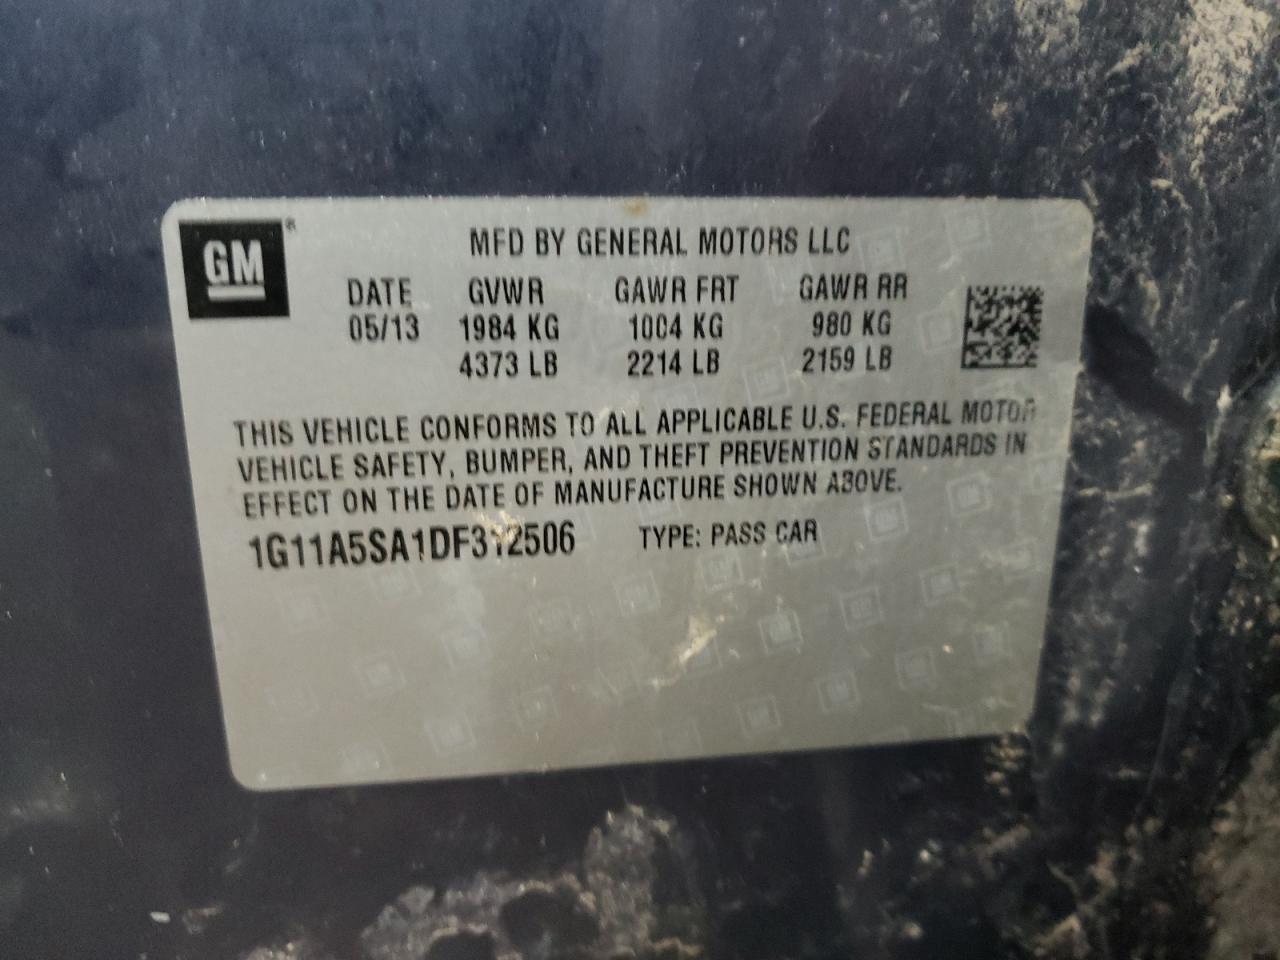 GM®
MFD BY GENERAL MOTORS LLC
DATE GVWR GAWR FRT GAWR RR
05/13 1984 KG 1004 KG 980 KG
4373 LB 2214 LB 2159 LB
THIS VEHICLE CONFORMS TO ALL APPLICABLE U.S. FEDERAL MOTOR
VEHICLE SAFETY, BUMPER, AND THEFT PREVENTION STANDARDS IN
EFFECT ON THE DATE OF MANUFACTURE SHOWN ABOVE.
1G11A5SA1DF312506 TYPE: PASS CAR